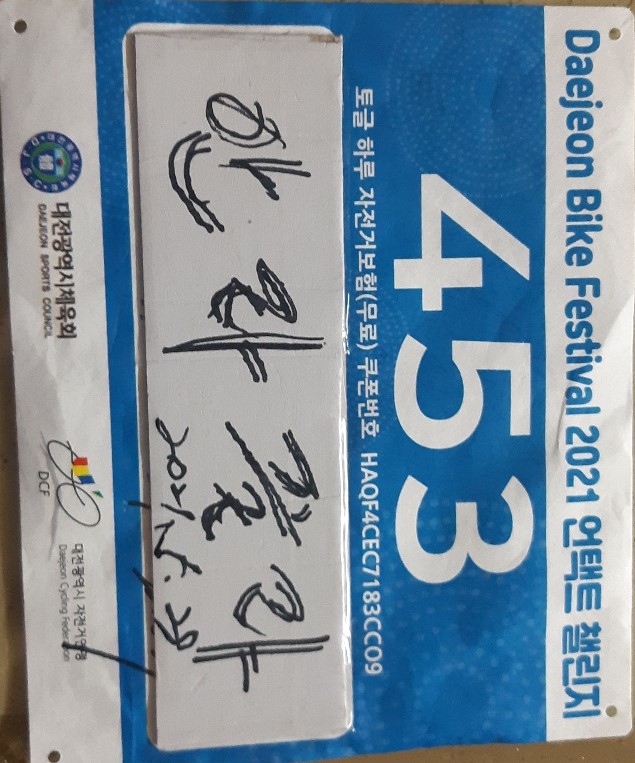 Daejeon Bike Festival 2021 언택트 챌린지
453
토글 하루 자전거보험(무료) 쿠폰번호 HAQF4CEC7183CC09
한라
대전광역시체육회
DAEJEON SPORTS COUNCIL
DCF
대전광역시 자전거연맹
Daejeon Cycling Federation